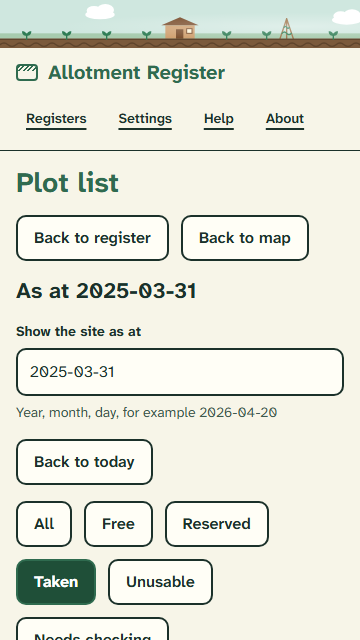 Allotment Register
Registers Settings Help About
Plot list
Back to register Back to map
As at 2025-03-31
Show the site as at
2025-03-31
Year, month, day, for example 2026-04-20
Back to today
All Free Reserved
Taken Unusable
Needs checking